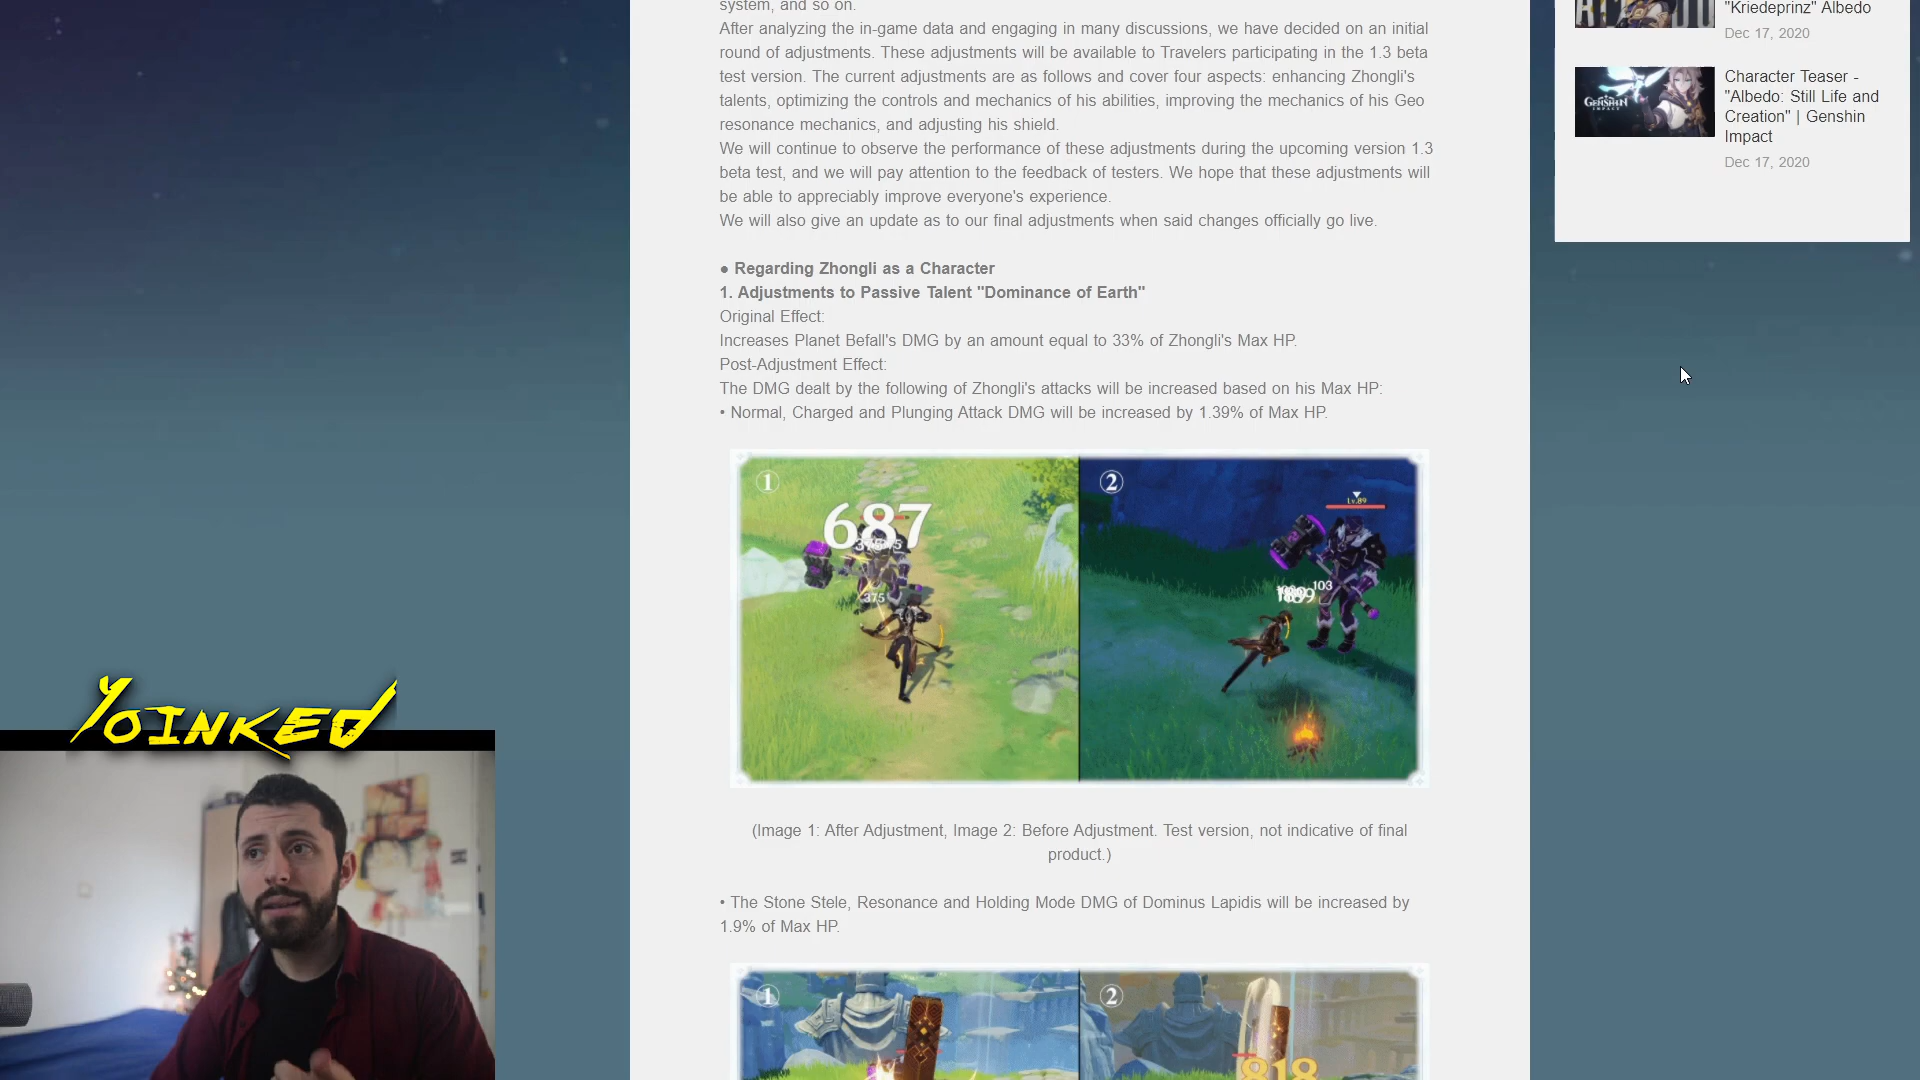 system, and so on.
After analyzing the in-game data and engaging in many discussions, we have decided on an initial
round of adjustments. These adjustments will be available to Travelers participating in the 1.3 beta
test version. The current adjustments are as follows and cover four aspects: enhancing Zhongli's
talents, optimizing the controls and mechanics of his abilities, improving the mechanics of his Geo
resonance mechanics, and adjusting his shield.
We will continue to observe the performance of these adjustments during the upcoming version 1.3
beta test, and we will pay attention to the feedback of testers. We hope that these adjustments will
be able to appreciably improve everyone's experience.
We will also give an update as to our final adjustments when said changes officially go live.
● Regarding Zhongli as a Character
1. Adjustments to Passive Talent "Dominance of Earth"
Original Effect:
Increases Planet Befall's DMG by an amount equal to 33% of Zhongli's Max HP.
Post-Adjustment Effect:
The DMG dealt by the following of Zhongli's attacks will be increased based on his Max HP:
• Normal, Charged and Plunging Attack DMG will be increased by 1.39% of Max HP.
1
687
375
2
Lv.89
103
(Image 1: After Adjustment, Image 2: Before Adjustment. Test version, not indicative of final
product.)
• The Stone Stele, Resonance and Holding Mode DMG of Dominus Lapidis will be increased by
1.9% of Max HP.
1
2
818
"Kriedeprinz" Albedo
Dec 17, 2020
GENSHIN
IMPACT
Character Teaser -
"Albedo: Still Life and
Creation" | Genshin
Impact
Dec 17, 2020
YOINKED